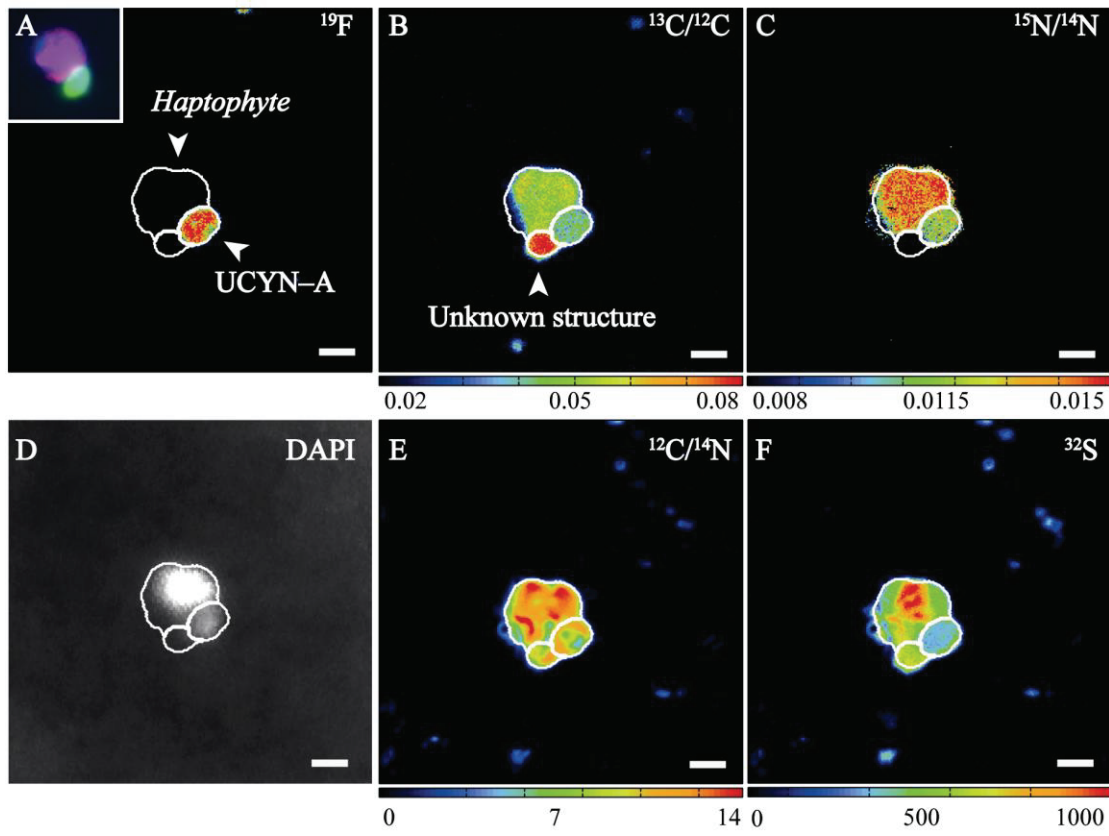 A
¹⁹F
Haptophyte
UCYN–A
B
¹³C/¹²C
Unknown structure
0.02 0.05 0.08
C
¹⁵N/¹⁴N
0.008 0.0115 0.015
D
DAPI
E
¹²C/¹⁴N
0 7 14
F
³²S
0 500 1000